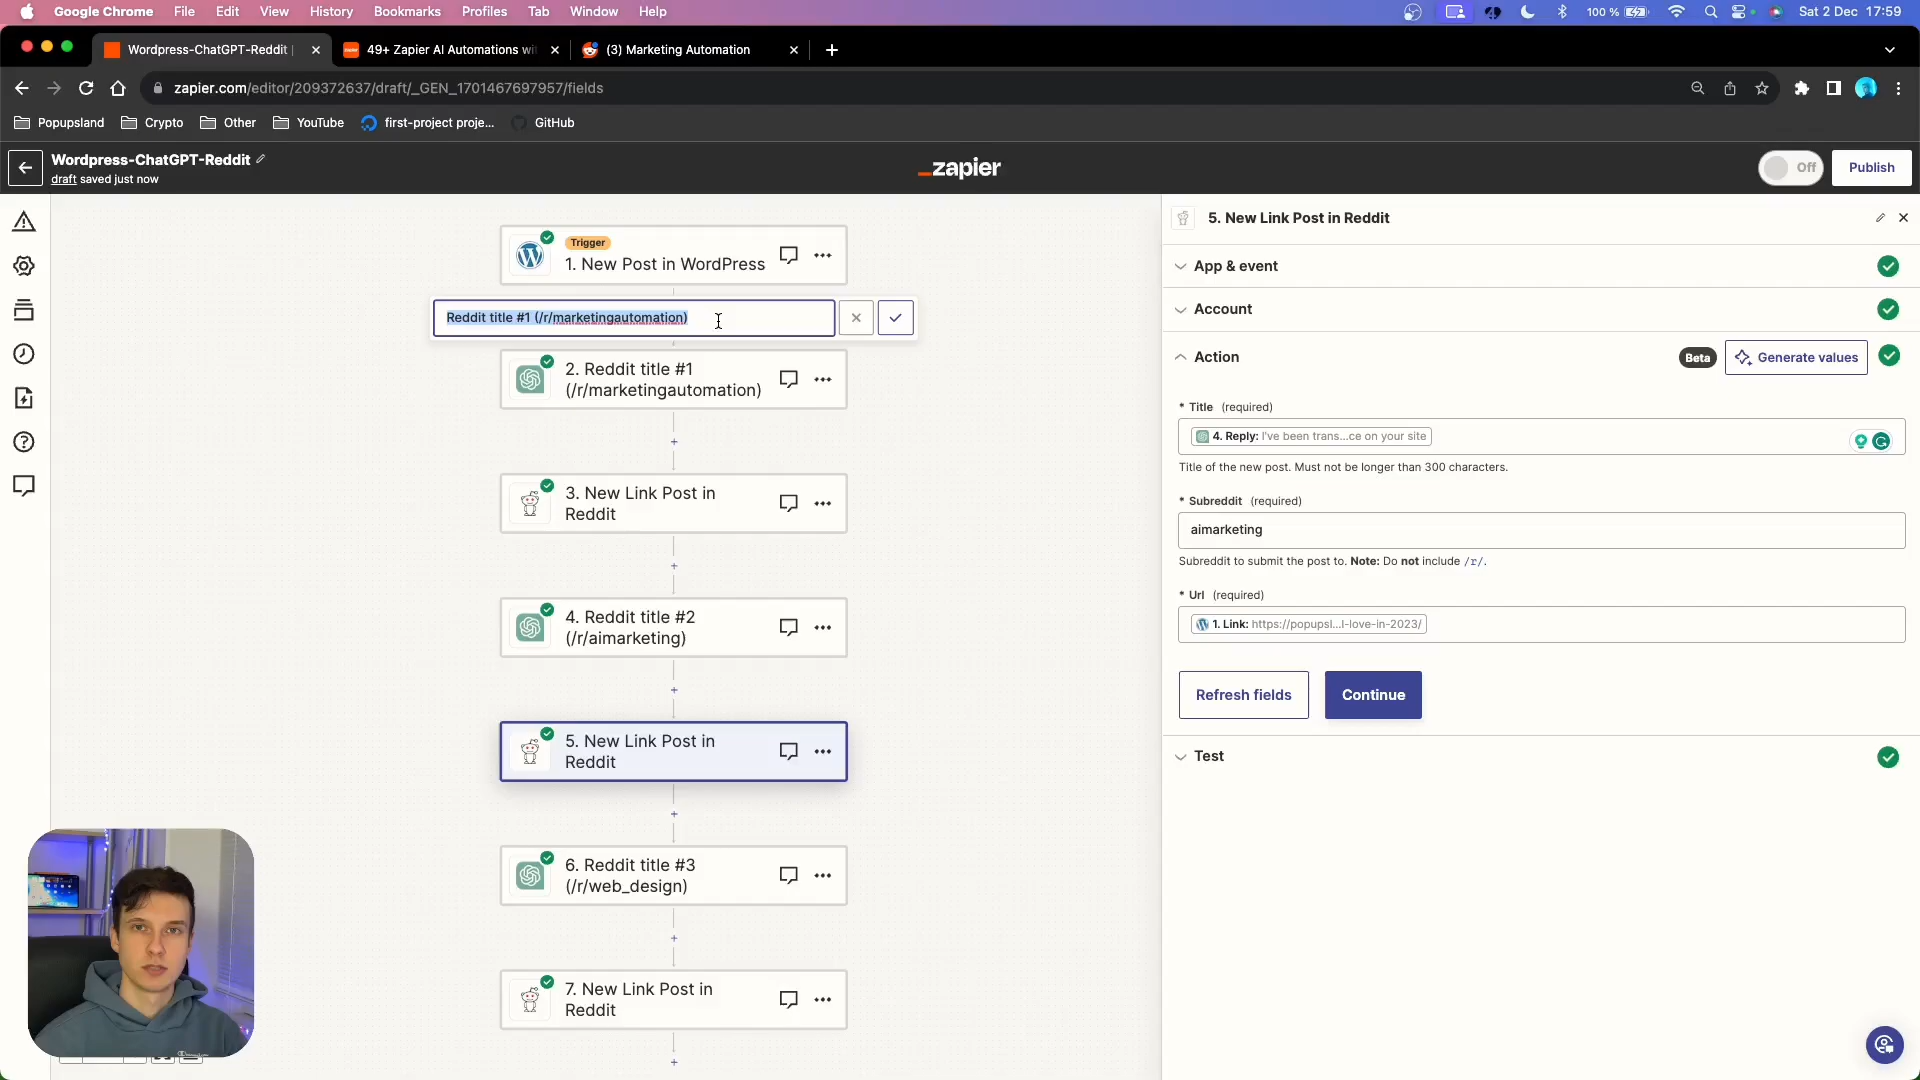 Google Chrome File Edit View History Bookmarks Profiles Tab Window Help 100 % Sat 2 Dec 17:59
Wordpress-ChatGPT-Reddit | 49+ Zapier AI Automations wi (3) Marketing Automation
zapier.com/editor/209372637/draft/_GEN_1701467697957/fields
Popupsland Crypto Other YouTube first-project proje... GitHub
Wordpress-ChatGPT-Reddit
draft saved just now
_zapier
Off
Publish
Trigger
1. New Post in WordPress
Reddit title #1 (/r/marketingautomation)
2. Reddit title #1
(/r/marketingautomation)
3. New Link Post in
Reddit
4. Reddit title #2
(/r/aimarketing)
5. New Link Post in
Reddit
6. Reddit title #3
(/r/web_design)
7. New Link Post in
Reddit
5. New Link Post in Reddit
App & event
Account
Action
Beta
Generate values
* Title (required)
4. Reply: I've been trans...ce on your site
Title of the new post. Must not be longer than 300 characters.
* Subreddit (required)
aimarketing
Subreddit to submit the post to. Note: Do not include /r/.
* Url (required)
1. Link: https://popupsl...l-love-in-2023/
Refresh fields
Continue
Test